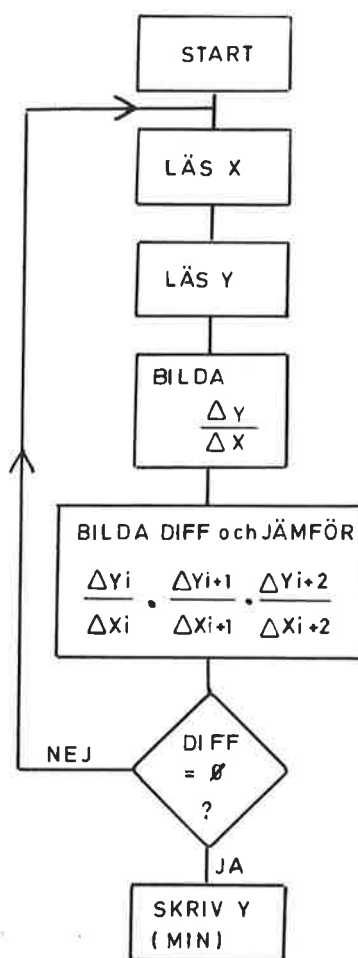 START
LÄS X
LÄS Y
BILDA
ΔY
ΔX
BILDA DIFF och JÄMFÖR
ΔYi . ΔYi+1 . ΔYi+2
ΔXi ΔXi+1 ΔXi+2
NEJ
DIFF
= Ø
?
JA
SKRIV Y
(MIN)